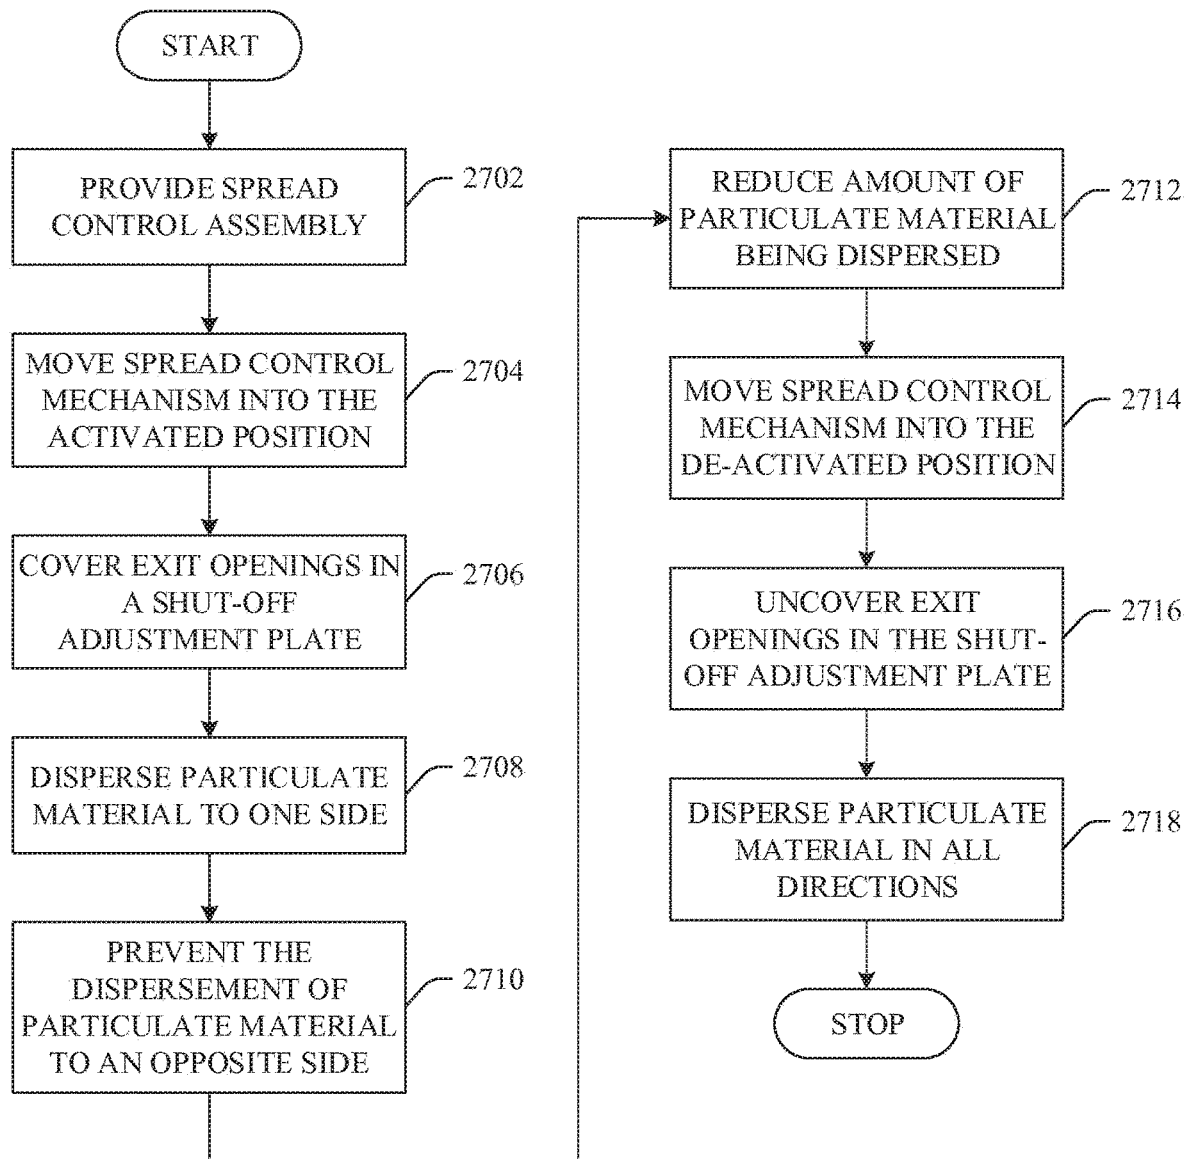 START
PROVIDE SPREAD
CONTROL ASSEMBLY
2702
MOVE SPREAD CONTROL
MECHANISM INTO THE
ACTIVATED POSITION
2704
COVER EXIT OPENINGS IN
A SHUT-OFF
ADJUSTMENT PLATE
2706
DISPERSE PARTICULATE
MATERIAL TO ONE SIDE
2708
PREVENT THE
DISPERSEMENT OF
PARTICULATE MATERIAL
TO AN OPPOSITE SIDE
2710
REDUCE AMOUNT OF
PARTICULATE MATERIAL
BEING DISPERSED
2712
MOVE SPREAD CONTROL
MECHANISM INTO THE
DE-ACTIVATED POSITION
2714
UNCOVER EXIT
OPENINGS IN THE SHUT-
OFF ADJUSTMENT PLATE
2716
DISPERSE PARTICULATE
MATERIAL IN ALL
DIRECTIONS
2718
STOP